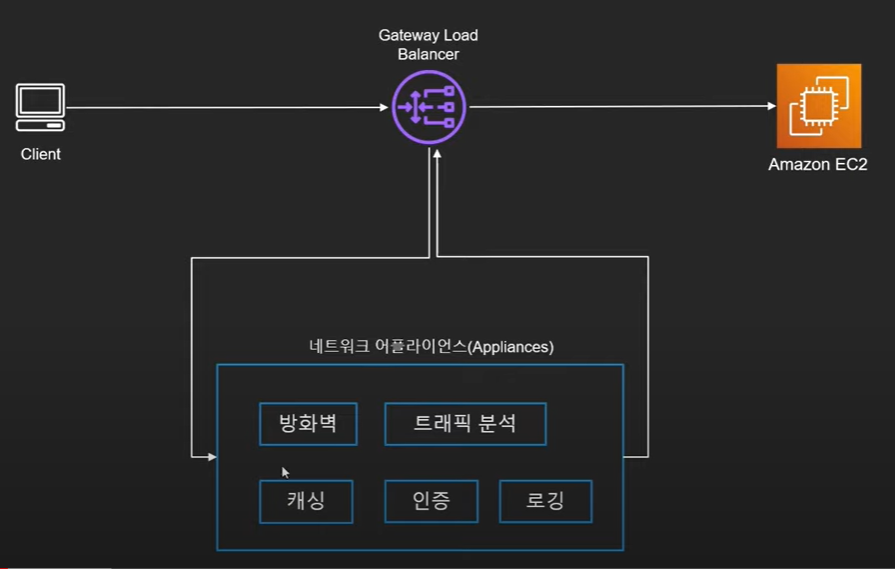 Gateway Load
Balancer
Client
Amazon EC2
네트워크 어플라이언스(Appliances)
방화벽
트래픽 분석
캐싱
인증
로깅